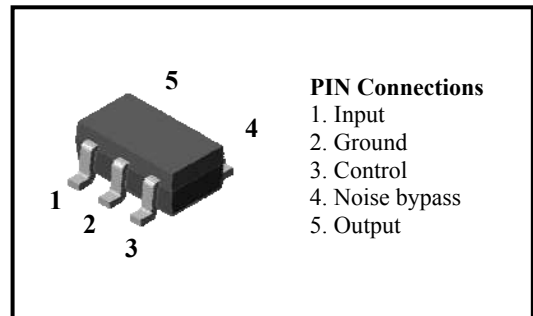 5
4
1
2
3
PIN Connections
1. Input
2. Ground
3. Control
4. Noise bypass
5. Output